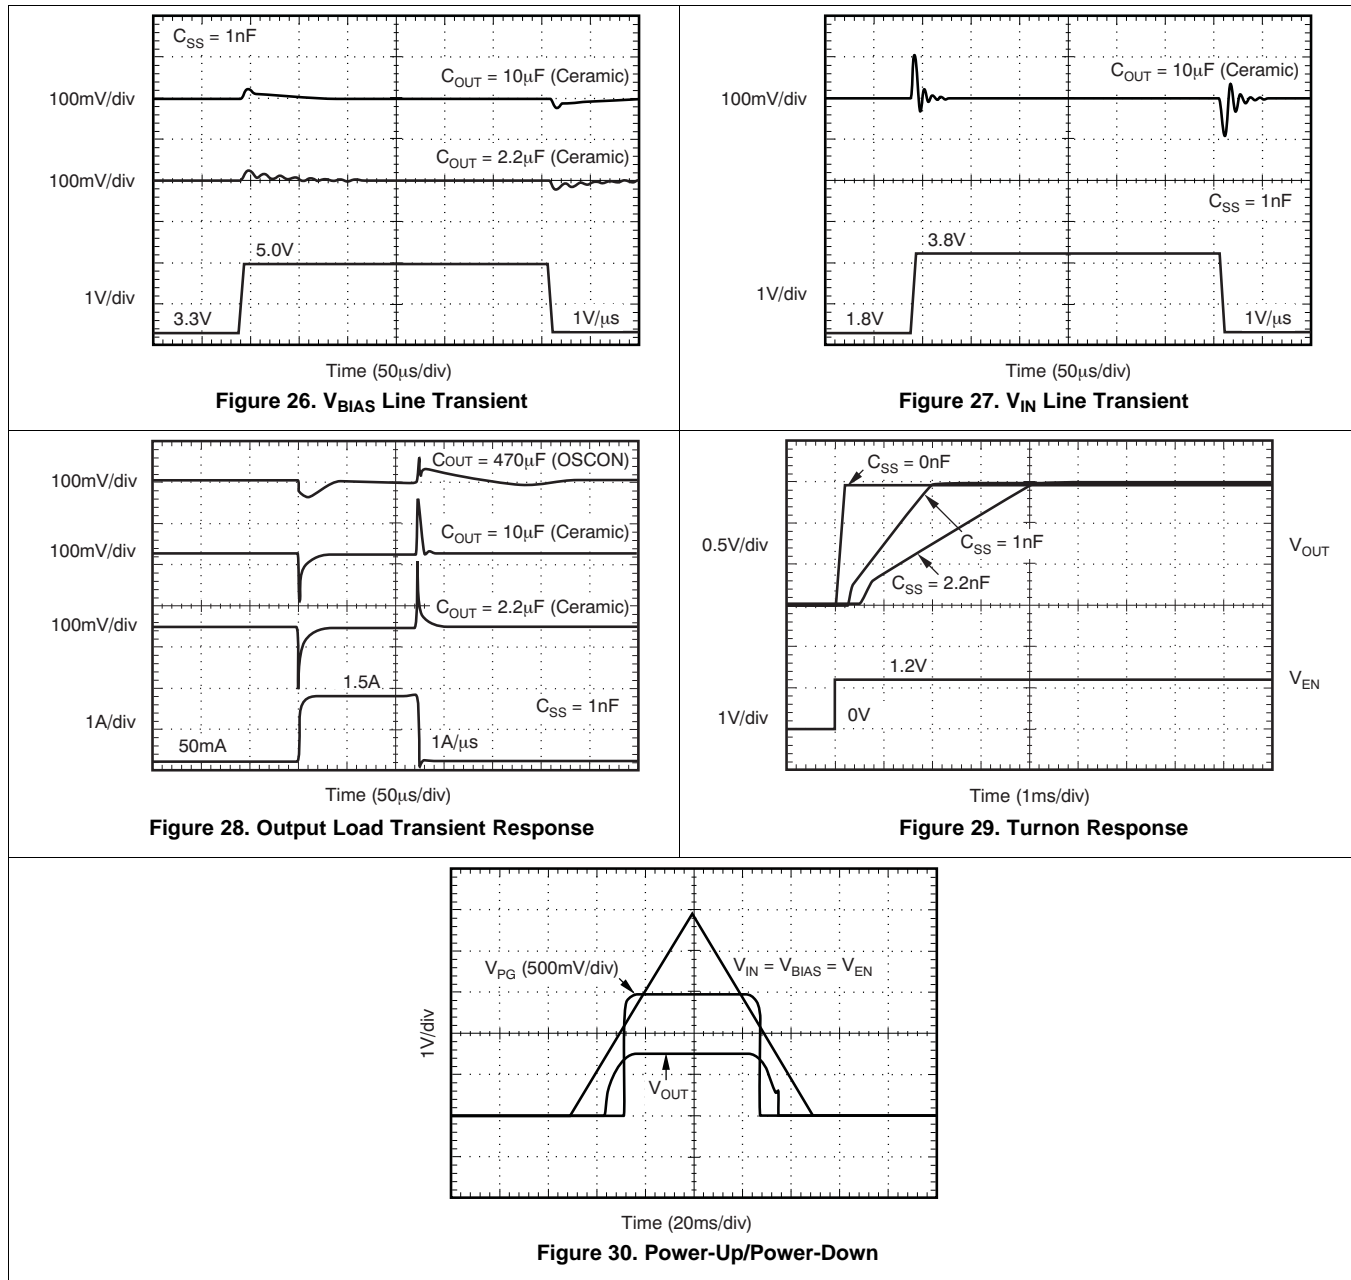 C_SS = 1nF
C_OUT = 10μF (Ceramic)
100mV/div
C_OUT = 2.2μF (Ceramic)
100mV/div
5.0V
1V/div
3.3V
1V/μs
Time (50μs/div)
Figure 26. V_BIAS Line Transient
C_OUT = 10μF (Ceramic)
100mV/div
C_SS = 1nF
3.8V
1V/div
1.8V
1V/μs
Time (50μs/div)
Figure 27. V_IN Line Transient
C_OUT = 470μF (OSCON)
100mV/div
C_OUT = 10μF (Ceramic)
100mV/div
C_OUT = 2.2μF (Ceramic)
100mV/div
1.5A
C_SS = 1nF
1A/div
50mA
1A/μs
Time (50μs/div)
Figure 28. Output Load Transient Response
C_SS = 0nF
0.5V/div
C_SS = 1nF
V_OUT
C_SS = 2.2nF
1.2V
V_EN
1V/div
0V
Time (1ms/div)
Figure 29. Turnon Response
V_PG (500mV/div)
V_IN = V_BIAS = V_EN
1V/div
V_OUT
Time (20ms/div)
Figure 30. Power-Up/Power-Down